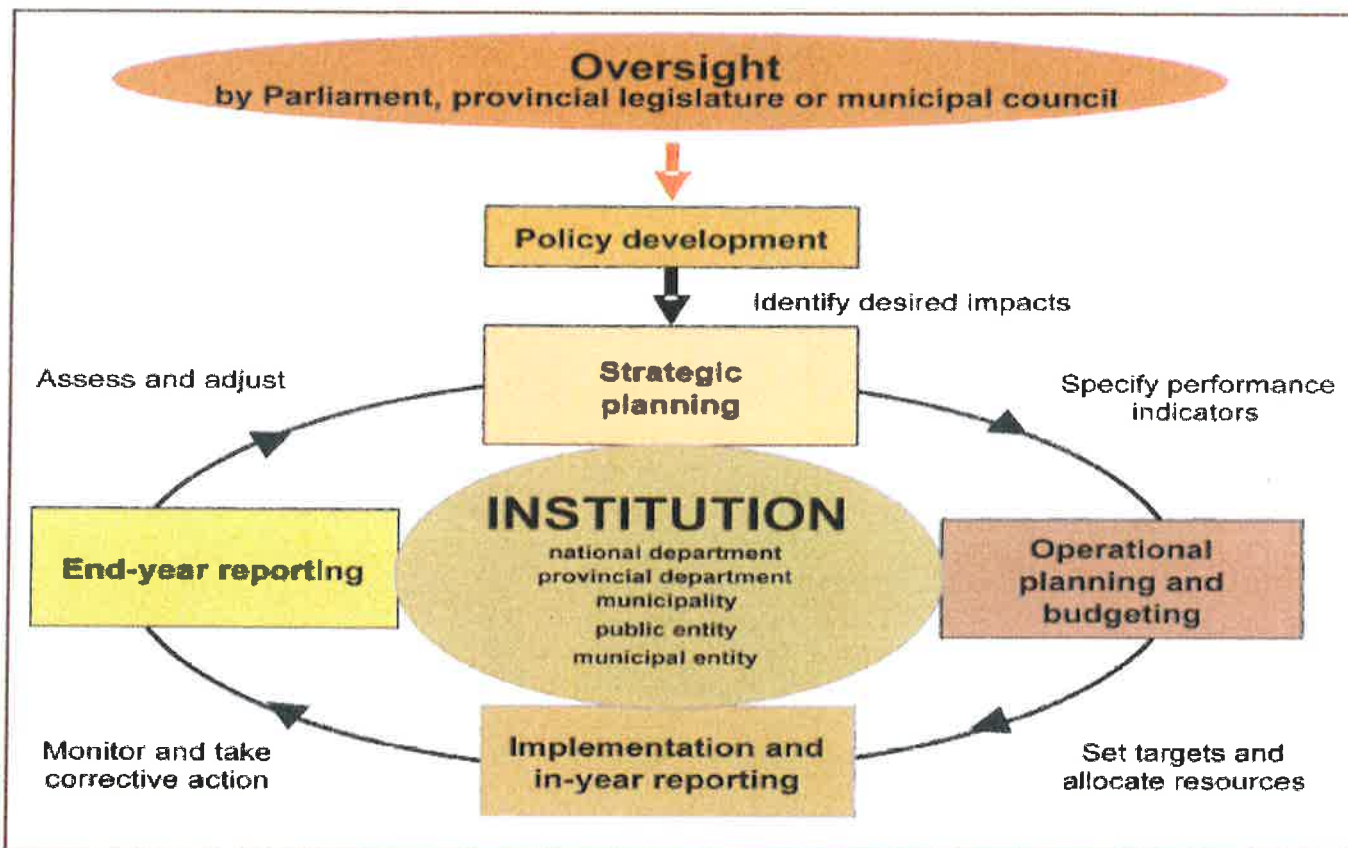 Oversight
by Parliament, provincial legislature or municipal council
Policy development
Identify desired impacts
Strategic
planning
Assess and adjust
Specify performance
indicators
INSTITUTION
national department
provincial department
municipality
public entity
municipal entity
End-year reporting
Operational
planning and
budgeting
Implementation and
in-year reporting
Monitor and take
corrective action
Set targets and
allocate resources